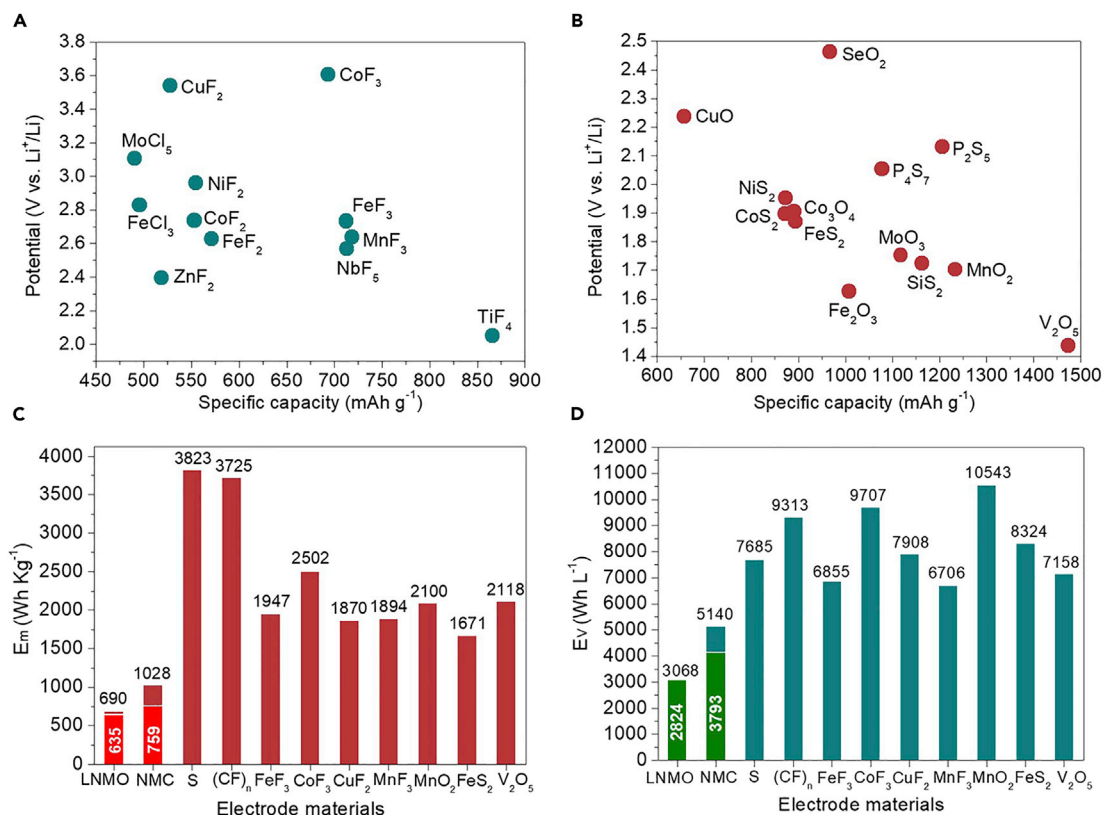 A
Potential (V vs. Li⁺/Li)
3.8
3.6
3.4
3.2
3.0
2.8
2.6
2.4
2.2
2.0
CuF₂
CoF₃
MoCl₅
NiF₂
FeCl₃
CoF₂
FeF₂
FeF₃
MnF₃
NbF₅
ZnF₂
TiF₄
450 500 550 600 650 700 750 800 850 900
Specific capacity (mAh g⁻¹)
B
Potential (V vs. Li⁺/Li)
2.5
2.4
2.3
2.2
2.1
2.0
1.9
1.8
1.7
1.6
1.5
1.4
SeO₂
CuO
P₂S₅
P₄S₇
NiS₂
CoS₂
Co₃O₄
FeS₂
MoO₃
SiS₂
MnO₂
Fe₂O₃
V₂O₅
600 700 800 900 1000 1100 1200 1300 1400 1500
Specific capacity (mAh g⁻¹)
C
Em (Wh Kg⁻¹)
4000
3500
3000
2500
2000
1500
1000
500
0
690
635
1028
759
3823
3725
1947
2502
1870
1894
2100
1671
2118
LNMO NMC S (CF)ₙ FeF₃ CoF₃ CuF₂ MnF₃ MnO₂ FeS₂ V₂O₅
Electrode materials
D
Ev (Wh L⁻¹)
12000
11000
10000
9000
8000
7000
6000
5000
4000
3000
2000
1000
0
3068
2824
5140
3793
7685
9313
6855
9707
7908
6706
10543
8324
7158
LNMO NMC S (CF)ₙ FeF₃ CoF₃ CuF₂ MnF₃ MnO₂ FeS₂ V₂O₅
Electrode materials